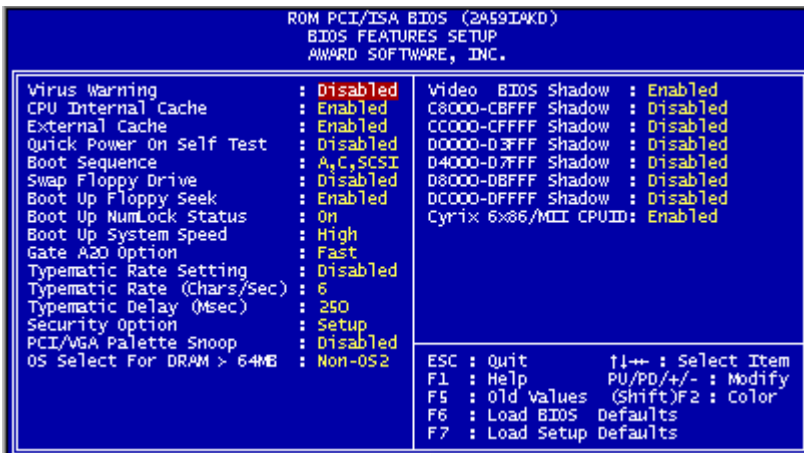 ROM PCI/ISA BIOS (2A59IAKD)
BIOS FEATURES SETUP
AWARD SOFTWARE, INC.
Virus Warning : Disabled
CPU Internal Cache : Enabled
External Cache : Enabled
Quick Power On Self Test : Disabled
Boot Sequence : A,C,SCSI
Swap Floppy Drive : Disabled
Boot Up Floppy Seek : Enabled
Boot Up NumLock Status : On
Boot Up System Speed : High
Gate A20 Option : Fast
Typematic Rate Setting : Disabled
Typematic Rate (Chars/Sec) : 6
Typematic Delay (Msec) : 250
Security Option : Setup
PCI/VGA Palette Snoop : Disabled
OS Select For DRAM > 64MB : Non-OS2
Video BIOS Shadow : Enabled
C8000-CBFFF Shadow : Disabled
CC000-CFFFF Shadow : Disabled
D0000-D3FFF Shadow : Disabled
D4000-D7FFF Shadow : Disabled
D8000-DBFFF Shadow : Disabled
DC000-DFFFF Shadow : Disabled
Cyrix 6x86/MII CPUID: Enabled
ESC : Quit ↑↓→← : Select Item
F1 : Help PU/PD/+/- : Modify
F5 : Old Values (Shift)F2 : Color
F6 : Load BIOS Defaults
F7 : Load Setup Defaults